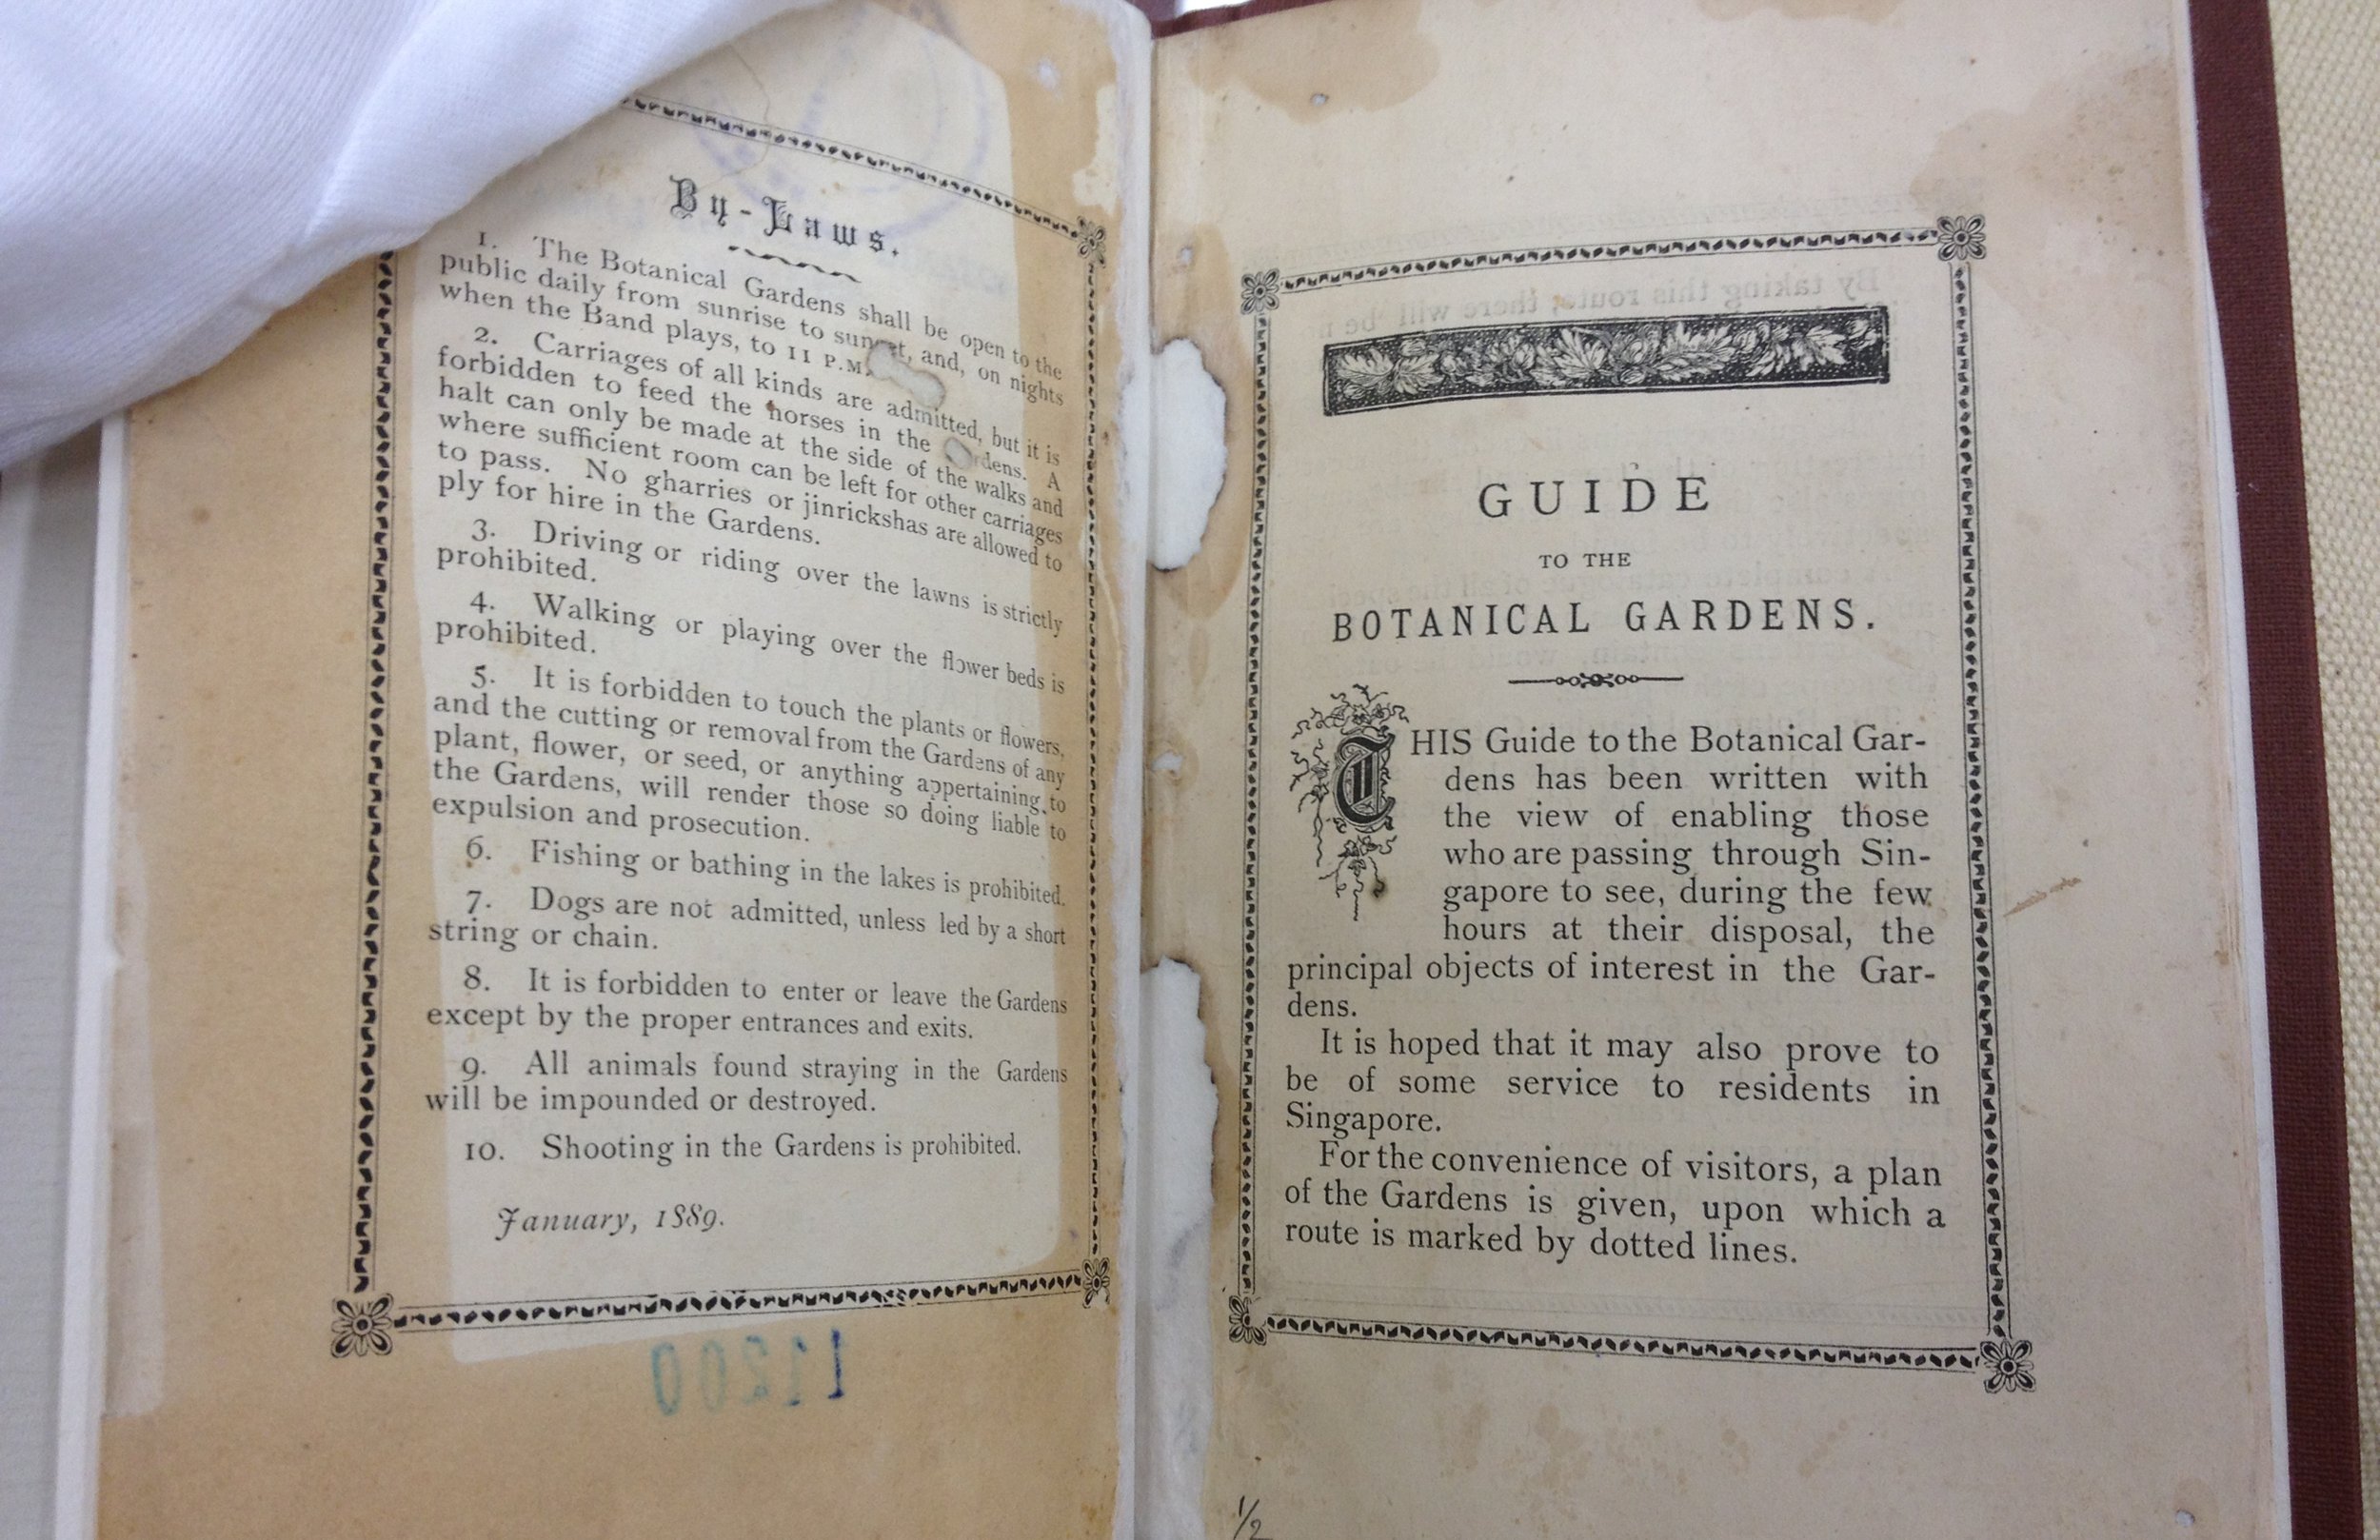 By-Laws.
1. The Botanical Gardens shall be open to the
public daily from sunrise to sunset, and, on nights
when the Band plays, to 11 P.M.
2. Carriages of all kinds are admitted, but it is
forbidden to feed the horses in the Gardens. A
halt can only be made at the side of the walks and
where sufficient room can be left for other carriages
to pass. No gharries or jinrickshas are allowed to
ply for hire in the Gardens.
3. Driving or riding over the lawns is strictly
prohibited.
4. Walking or playing over the flower beds is
prohibited.
5. It is forbidden to touch the plants or flowers,
and the cutting or removal from the Gardens of any
plant, flower, or seed, or anything appertaining to
the Gardens, will render those so doing liable to
expulsion and prosecution.
6. Fishing or bathing in the lakes is prohibited.
7. Dogs are not admitted, unless led by a short
string or chain.
8. It is forbidden to enter or leave the Gardens
except by the proper entrances and exits.
9. All animals found straying in the Gardens
will be impounded or destroyed.
10. Shooting in the Gardens is prohibited.
January, 1889.
11200
GUIDE
TO THE
BOTANICAL GARDENS.
THIS Guide to the Botanical Gar-
dens has been written with
the view of enabling those
who are passing through Sin-
gapore to see, during the few
hours at their disposal, the
principal objects of interest in the Gar-
dens.
It is hoped that it may also prove to
be of some service to residents in
Singapore.
For the convenience of visitors, a plan
of the Gardens is given, upon which a
route is marked by dotted lines.
1/2